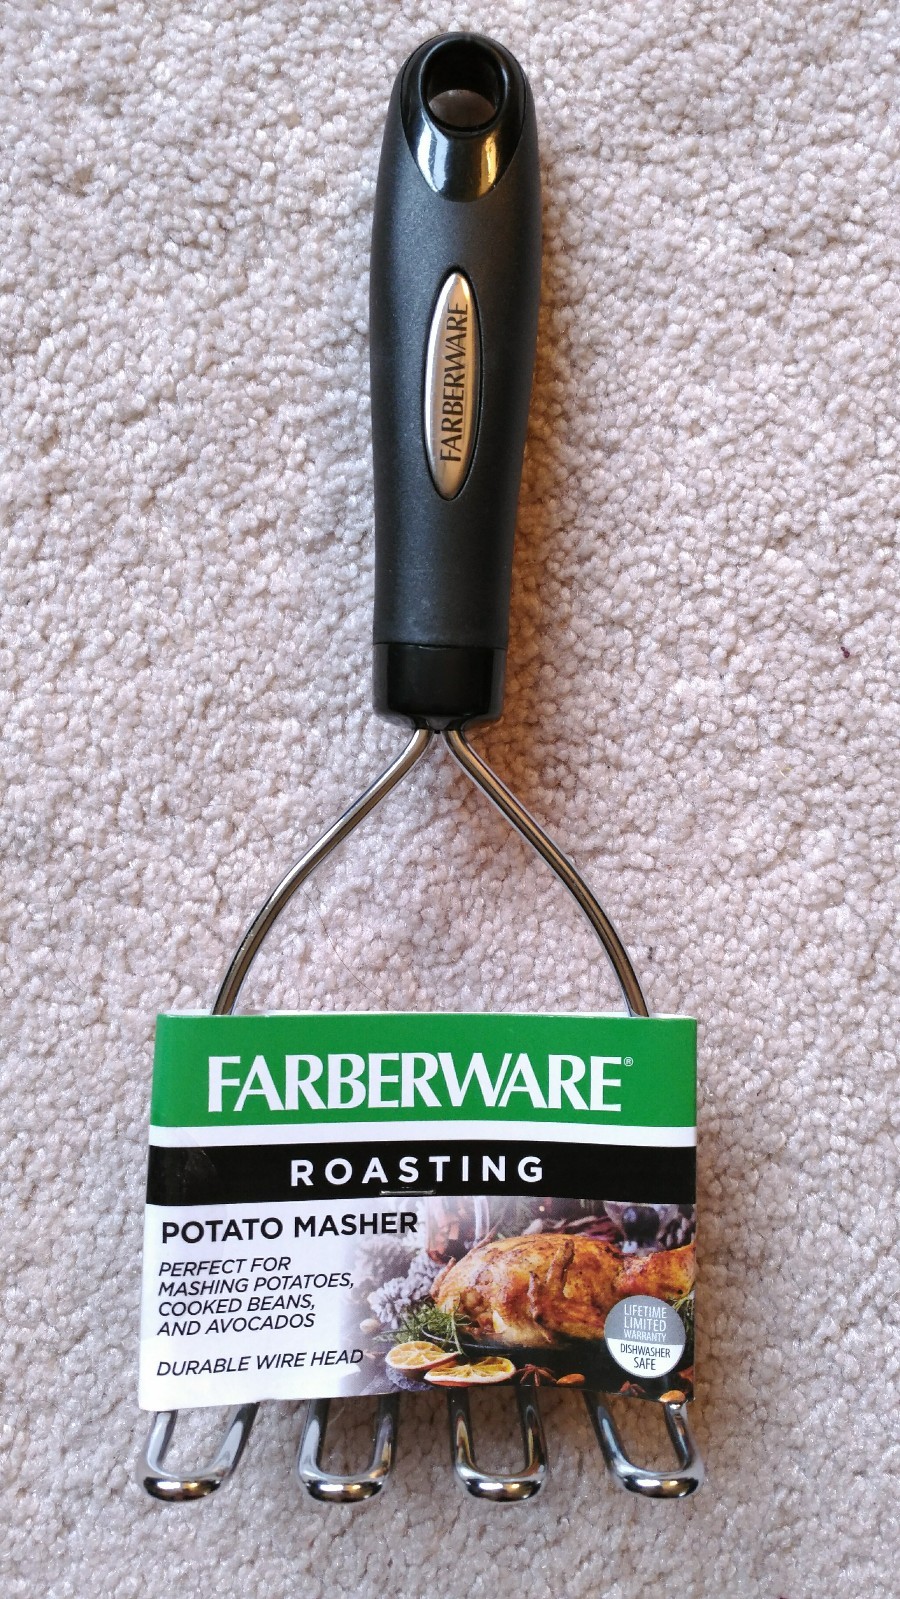 FARBERWARE
FARBERWARE®
ROASTING
POTATO MASHER
PERFECT FOR
MASHING POTATOES,
COOKED BEANS,
AND AVOCADOS
DURABLE WIRE HEAD
LIFETIME
LIMITED
WARRANTY
DISHWASHER
SAFE